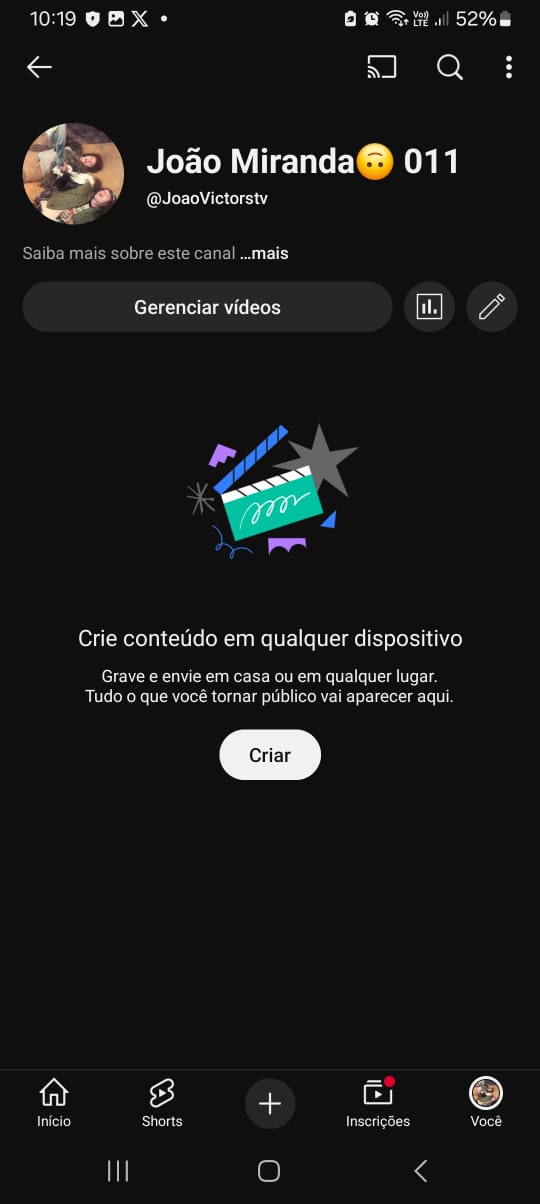 10:19
Vo) LTE 52%
João Miranda🙃 011
@JoaoVictorstv
Saiba mais sobre este canal ...mais
Gerenciar vídeos
Crie conteúdo em qualquer dispositivo
Grave e envie em casa ou em qualquer lugar.
Tudo o que você tornar público vai aparecer aqui.
Criar
Início Shorts Inscrições Você